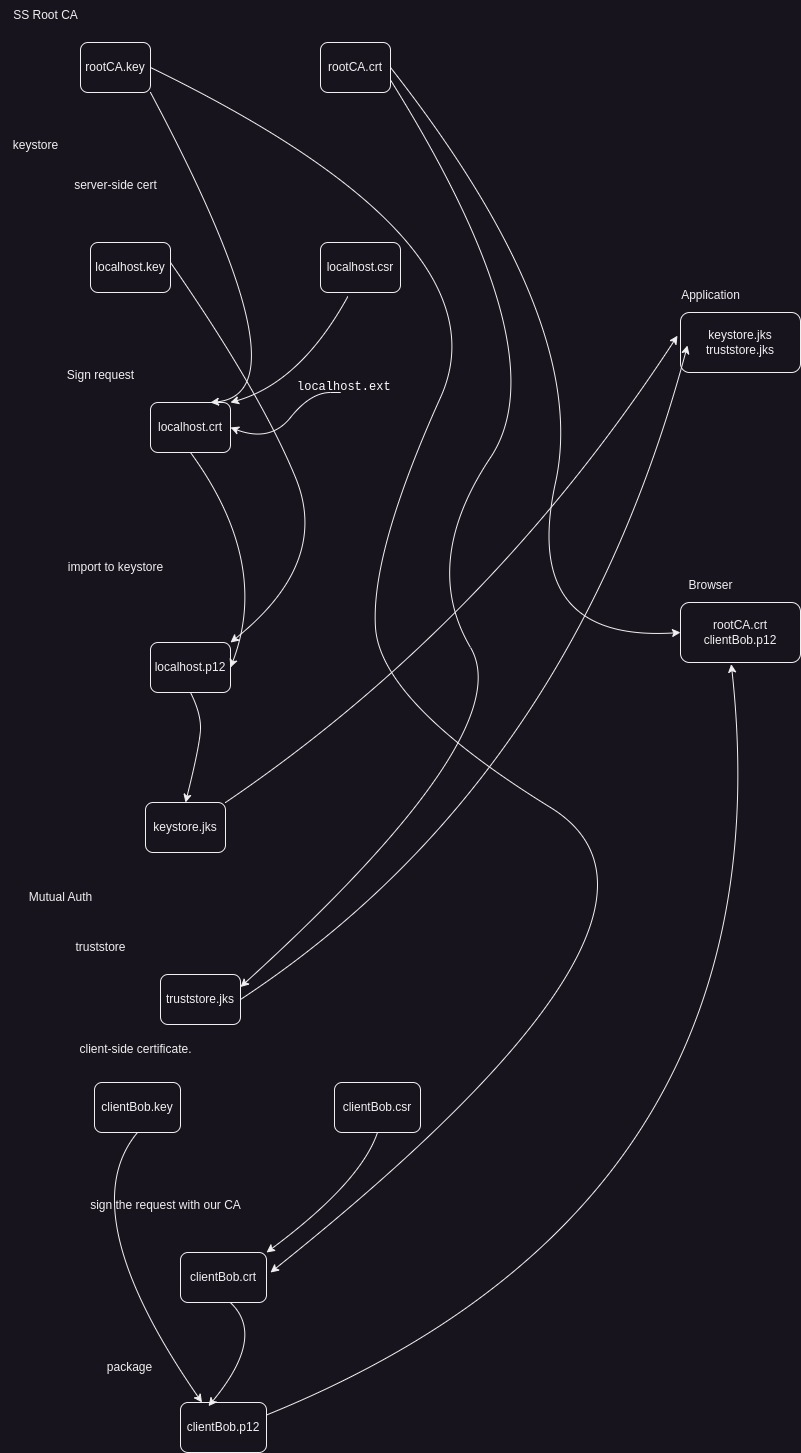 SS Root CA
rootCA.key
rootCA.crt
keystore
server-side cert
localhost.key
localhost.csr
Application
keystore.jks
truststore.jks
Sign request
localhost.ext
localhost.crt
import to keystore
Browser
rootCA.crt
clientBob.p12
localhost.p12
keystore.jks
Mutual Auth
truststore
truststore.jks
client-side certificate.
clientBob.key
clientBob.csr
sign the request with our CA
clientBob.crt
package
clientBob.p12